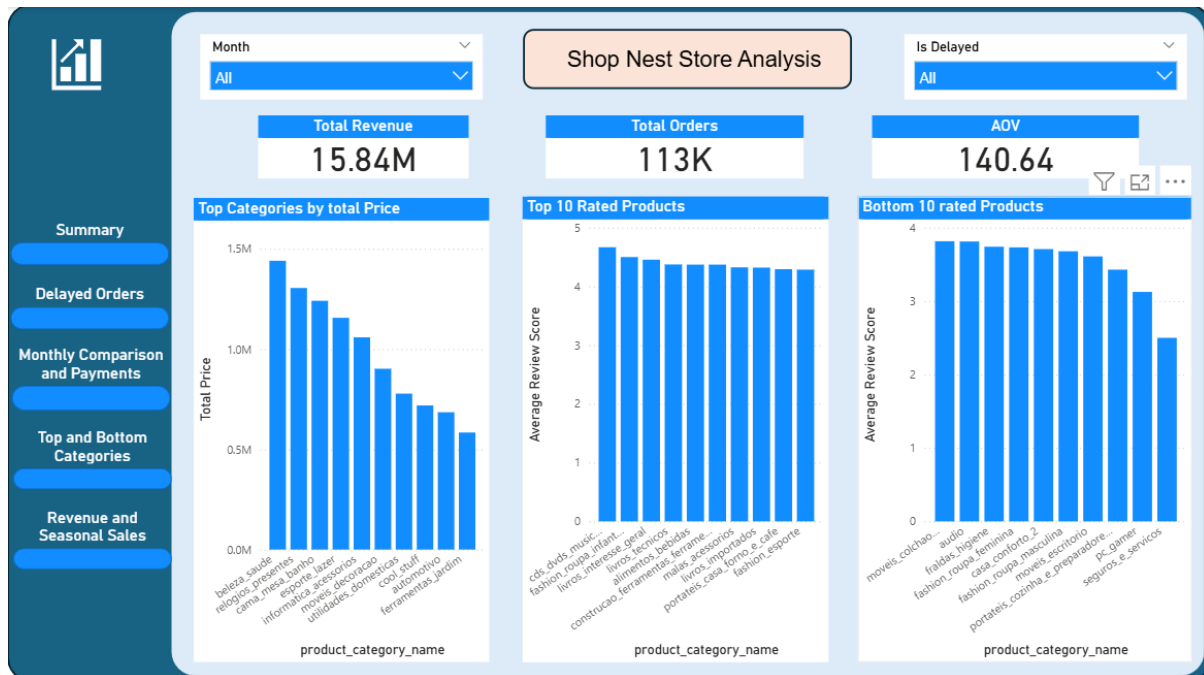 Month
All
Shop Nest Store Analysis
Is Delayed
All
Total Revenue
15.84M
Total Orders
113K
AOV
140.64
Summary
Delayed Orders
Monthly Comparison
and Payments
Top and Bottom
Categories
Revenue and
Seasonal Sales
Top Categories by total Price
Total Price
1.5M
1.0M
0.5M
0.0M
beleza_saude
relogios_presentes
cama_mesa_banho
esporte_lazer
informatica_acessorios
moveis_decoracao
utilidades_domesticas
cool_stuff
automotivo
ferramentas_jardim
product_category_name
Top 10 Rated Products
Average Review Score
5
4
3
2
1
0
cds_dvds_music...
fashion_roupa_infant...
livros_interesse_geral
livros_tecnicos
alimentos_bebidas
construcao_ferramentas_ferrame...
malas_acessorios
livros_importados
portateis_casa_forno_e_cafe
fashion_esporte
product_category_name
Bottom 10 rated Products
Average Review Score
4
3
2
1
0
moveis_colchao...
audio
fraldas_higiene
fashion_roupa_feminina
casa_conforto_2
fashion_roupa_masculina
moveis_escritorio
portateis_cozinha_e_preparadore...
pc_gamer
seguros_e_servicos
product_category_name